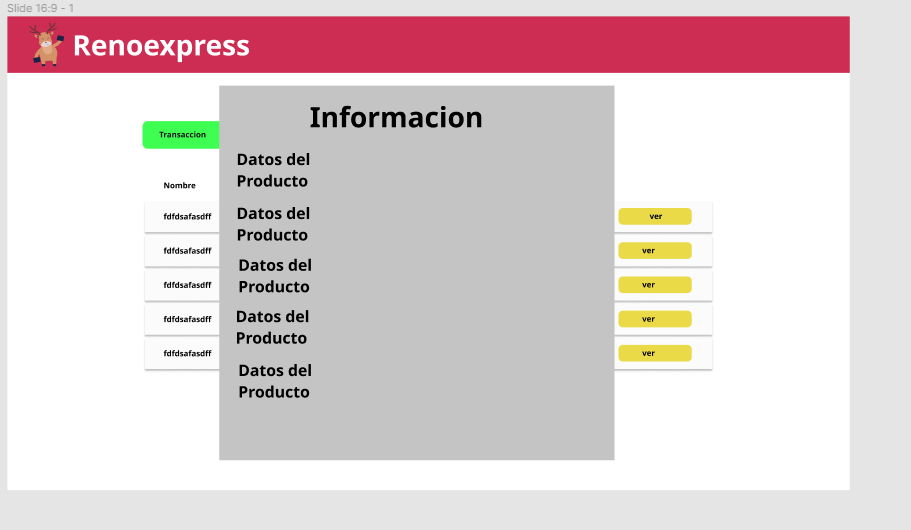 Slide 16:9 - 1
Renoexpress
Informacion
Transaccion
Datos del
Producto
Nombre
fdfdsafasdff
Datos del
Producto
ver
fdfdsafasdff
ver
Datos del
Producto
fdfdsafasdff
ver
Datos del
Producto
fdfdsafasdff
ver
fdfdsafasdff
ver
Datos del
Producto